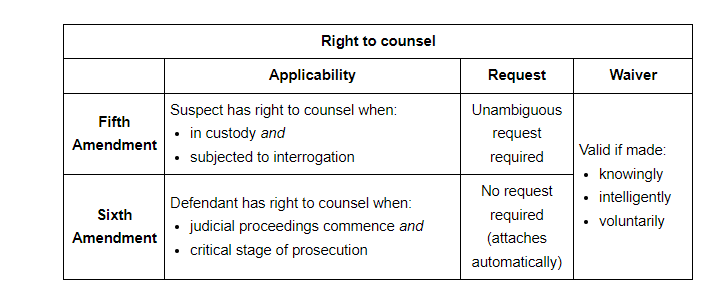 Right to counsel
Applicability Request Waiver
Fifth Amendment
Suspect has right to counsel when:
• in custody and
• subjected to interrogation
Unambiguous
request
required
Sixth
Amendment
Defendant has right to counsel when:
• judicial proceedings commence and
• critical stage of prosecution
No request
required
(attaches
automatically)
Valid if made:
• knowingly
• intelligently
• voluntarily